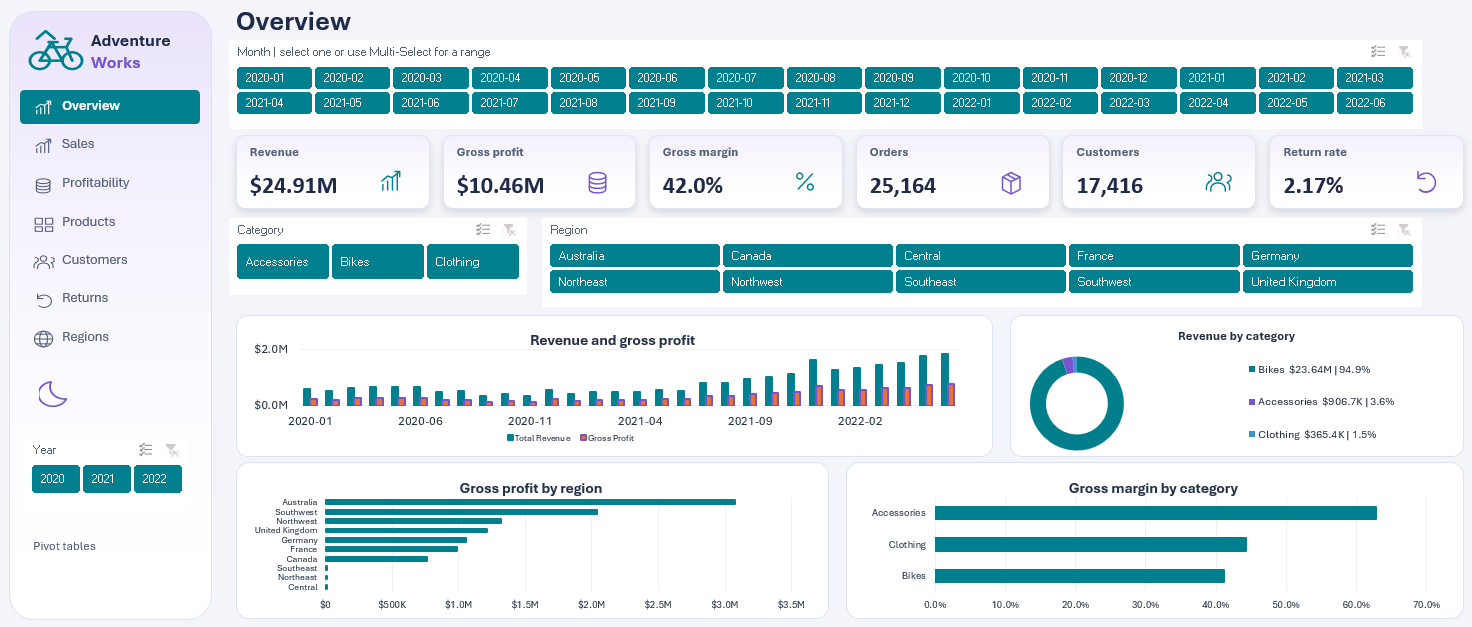 Adventure
Works
Overview
Sales
Profitability
Products
Customers
Returns
Regions
Year
2020 2021 2022
Pivot tables
Overview
Month | select one or use Multi-Select for a range
2020-01 2020-02 2020-03 2020-04 2020-05 2020-06 2020-07 2020-08 2020-09 2020-10 2020-11 2020-12 2021-01 2021-02 2021-03
2021-04 2021-05 2021-06 2021-07 2021-08 2021-09 2021-10 2021-11 2021-12 2022-01 2022-02 2022-03 2022-04 2022-05 2022-06
Revenue Gross profit Gross margin Orders Customers Return rate
$24.91M $10.46M 42.0% 25,164 17,416 2.17%
Category
Accessories Bikes Clothing
Region
Australia Canada Central France Germany
Northeast Northwest Southeast Southwest United Kingdom
Revenue and gross profit
$2.0M
$0.0M
2020-01 2020-06 2020-11 2021-04 2021-09 2022-02
Total Revenue Gross Profit
Revenue by category
Bikes $23.64M | 94.9%
Accessories $906.7K | 3.6%
Clothing $365.4K | 1.5%
Gross profit by region
Australia
Southwest
Northwest
United Kingdom
Germany
France
Canada
Southeast
Northeast
Central
$0 $500K $1.0M $1.5M $2.0M $2.5M $3.0M $3.5M
Gross margin by category
Accessories
Clothing
Bikes
0.0% 10.0% 20.0% 30.0% 40.0% 50.0% 60.0% 70.0%